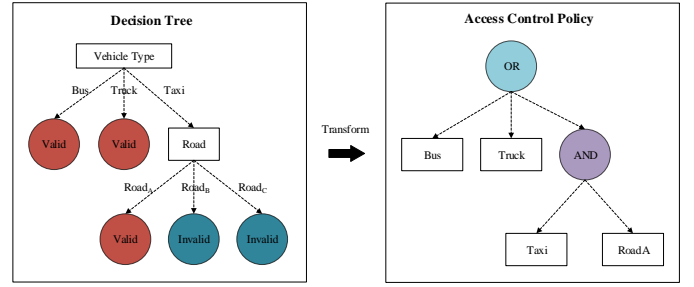 Decision Tree
Vehicle Type
Bus Truck Taxi
Valid Valid Road
RoadA RoadB RoadC
Valid Invalid Invalid
Transform
Access Control Policy
OR
Bus Truck AND
Taxi RoadA